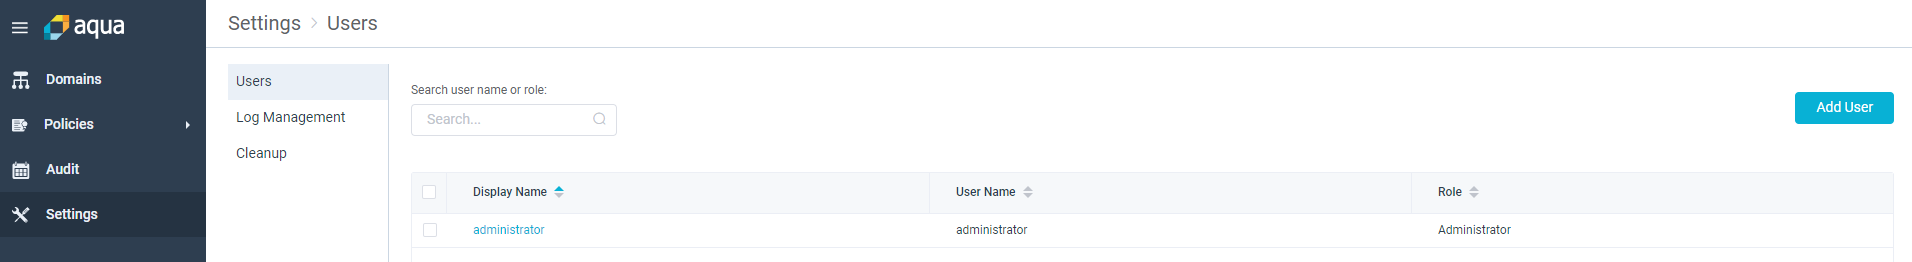 aqua
Domains
Policies
Audit
Settings
Settings > Users
Users
Log Management
Cleanup
Search user name or role:
Search...
Add User
Display Name User Name Role
administrator administrator Administrator